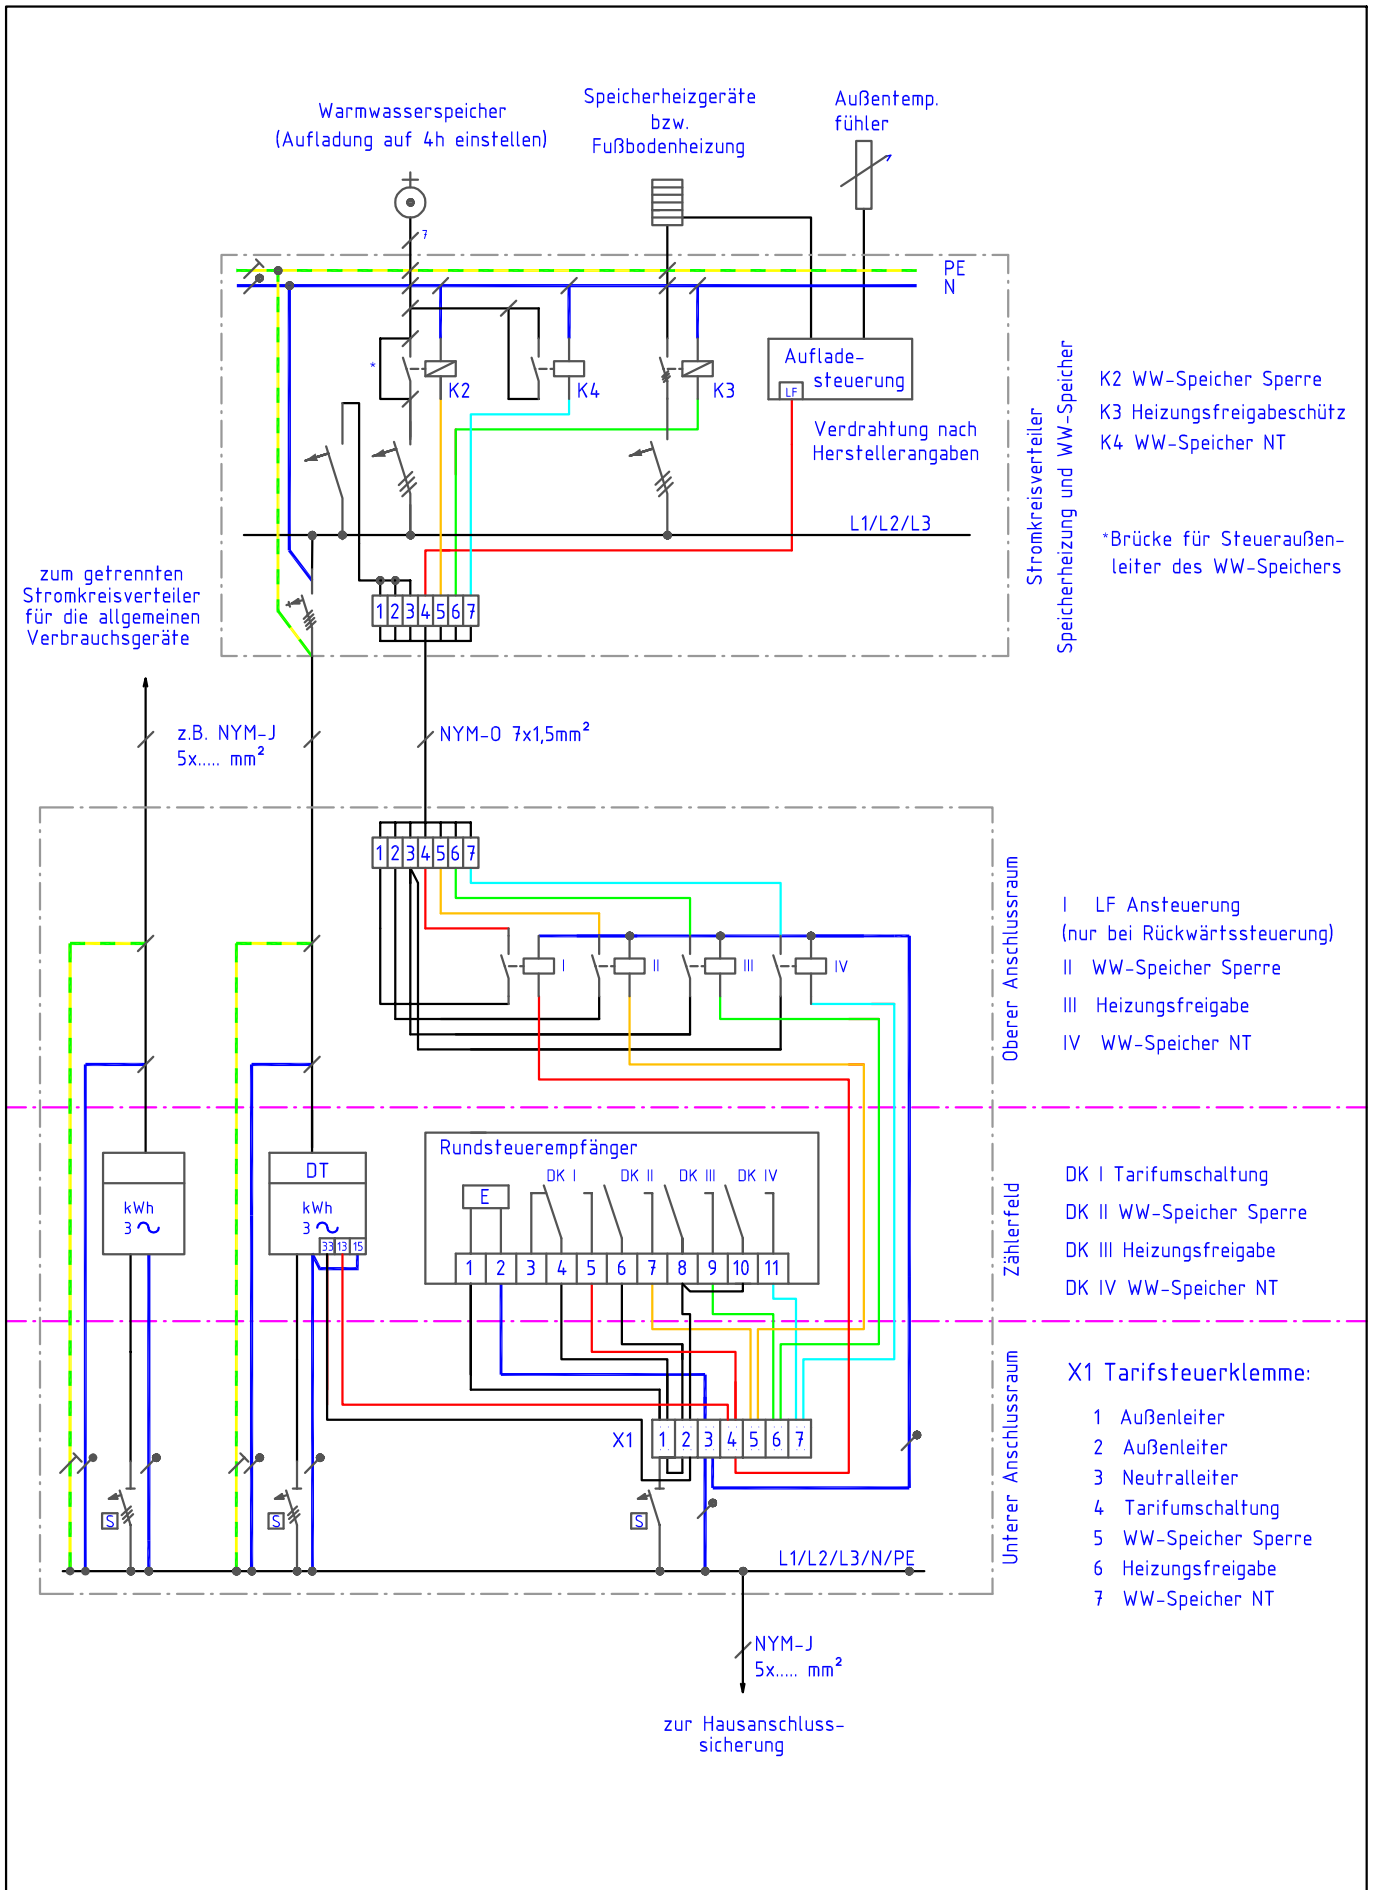 Warmwasserspeicher
(Aufladung auf 4h einstellen)
Speicherheizgeräte
bzw.
Fußbodenheizung
Außentemp.
fühler
7
PE
N
*
K2
K4
K3
Auflade-
steuerung
LF
Verdrahtung nach
Herstellerangaben
L1/L2/L3
Stromkreisverteiler
Speicherheizung und WW-Speicher
K2 WW-Speicher Sperre
K3 Heizungsfreigabeschütz
K4 WW-Speicher NT
*Brücke für Steueraußen-
leiter des WW-Speichers
zum getrennten
Stromkreisverteiler
für die allgemeinen
Verbrauchsgeräte
1 2 3 4 5 6 7
z.B. NYM-J
5x..... mm²
NYM-O 7x1,5mm²
1 2 3 4 5 6 7
I
II
III
IV
Oberer Anschlussraum
I LF Ansteuerung
(nur bei Rückwärtssteuerung)
II WW-Speicher Sperre
III Heizungsfreigabe
IV WW-Speicher NT
kWh
3
DT
kWh
3
33 13 15
Rundsteuerempfänger
E
DK I
DK II
DK III
DK IV
1 2 3 4 5 6 7 8 9 10 11
Zählerfeld
DK I Tarifumschaltung
DK II WW-Speicher Sperre
DK III Heizungsfreigabe
DK IV WW-Speicher NT
X1
1 2 3 4 5 6 7
S
S
S
L1/L2/L3/N/PE
Unterer Anschlussraum
X1 Tarifsteuerklemme:
1 Außenleiter
2 Außenleiter
3 Neutralleiter
4 Tarifumschaltung
5 WW-Speicher Sperre
6 Heizungsfreigabe
7 WW-Speicher NT
NYM-J
5x..... mm²
zur Hausanschluss-
sicherung